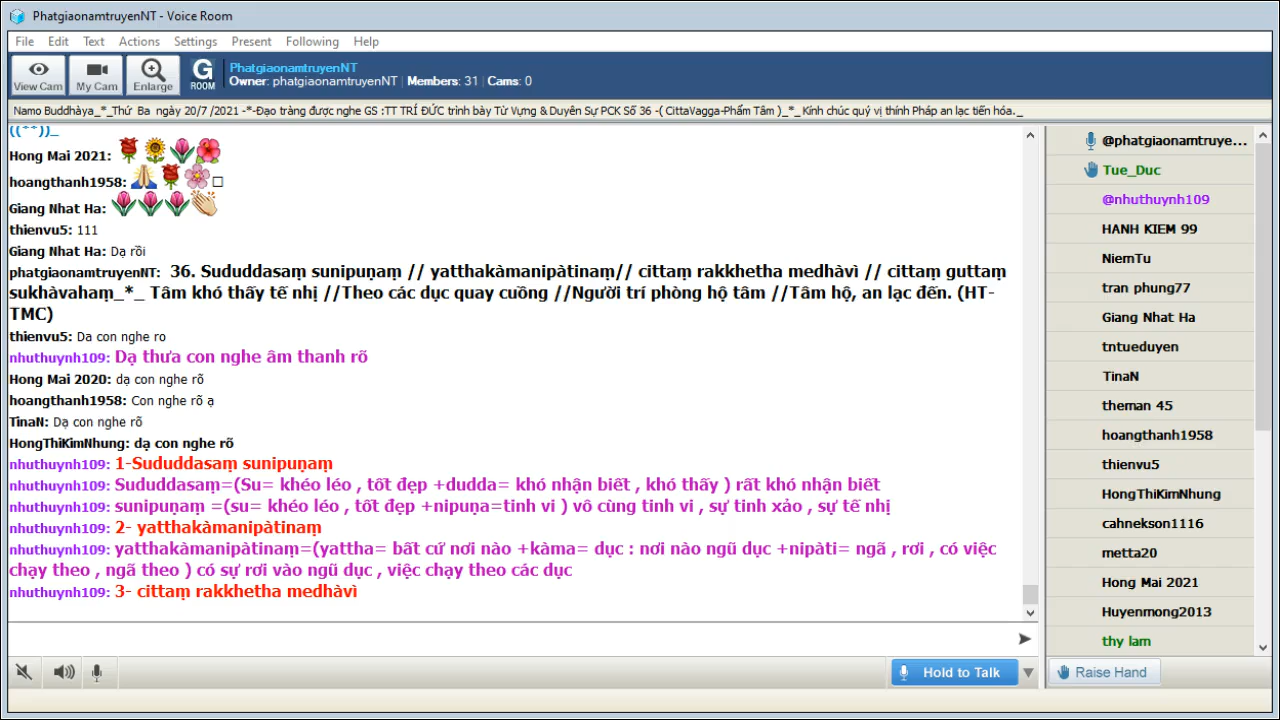 PhatgiaonamtruyenNT - Voice Room
File Edit Text Actions Settings Present Following Help
View Cam My Cam Enlarge G ROOM
PhatgiaonamtruyenNT
Owner: phatgiaonamtruyenNT | Members: 31 | Cams: 0
Namo Buddhàya_*_Thứ Ba ngày 20/7 /2021 -*-Đạo tràng được nghe GS :TT TRÍ ĐỨC trình bày Từ Vựng & Duyên Sự PCK Số 36 -( CittaVagga-Phẩm Tâm )_*_ Kính chúc quý vị thính Pháp an lạc tiến hóa._
((**))_
Hong Mai 2021:
hoangthanh1958:
Giang Nhat Ha:
thienvu5: 111
Giang Nhat Ha: Dạ rồi
phatgiaonamtruyenNT: 36. Sududdasaṃ sunipuṇaṃ // yatthakàmanipàtinaṃ// cittaṃ rakkhetha medhàvì // cittaṃ guttaṃ
sukhàvahaṃ_*_ Tâm khó thấy tế nhị //Theo các dục quay cuồng //Người trí phòng hộ tâm //Tâm hộ, an lạc đến. (HT-
TMC)
thienvu5: Da con nghe ro
nhuthuynh109: Dạ thưa con nghe âm thanh rõ
Hong Mai 2020: dạ con nghe rõ
hoangthanh1958: Con nghe rõ ạ
TinaN: Dạ con nghe rõ
HongThiKimNhung: dạ con nghe rõ
nhuthuynh109: 1-Sududdasaṃ sunipuṇaṃ
nhuthuynh109: Sududdasaṃ=(Su= khéo léo , tốt đẹp +dudda= khó nhận biết , khó thấy ) rất khó nhận biết
nhuthuynh109: sunipuṇaṃ =(su= khéo léo , tốt đẹp +nipuṇa=tinh vi ) vô cùng tinh vi , sự tinh xảo , sự tế nhị
nhuthuynh109: 2- yatthakàmanipàtinaṃ
nhuthuynh109: yatthakàmanipàtinaṃ=(yattha= bất cứ nơi nào +kàma= dục : nơi nào ngũ dục +nipàti= ngã , rơi , có việc
chạy theo , ngã theo ) có sự rơi vào ngũ dục , việc chạy theo các dục
nhuthuynh109: 3- cittaṃ rakkhetha medhàvì
Hold to Talk
@phatgiaonamtruye...
Tue_Duc
@nhuthuynh109
HANH KIEM 99
NiemTu
tran phung77
Giang Nhat Ha
tntueduyen
TinaN
theman 45
hoangthanh1958
thienvu5
HongThiKimNhung
cahnekson1116
metta20
Hong Mai 2021
Huyenmong2013
thy lam
Raise Hand